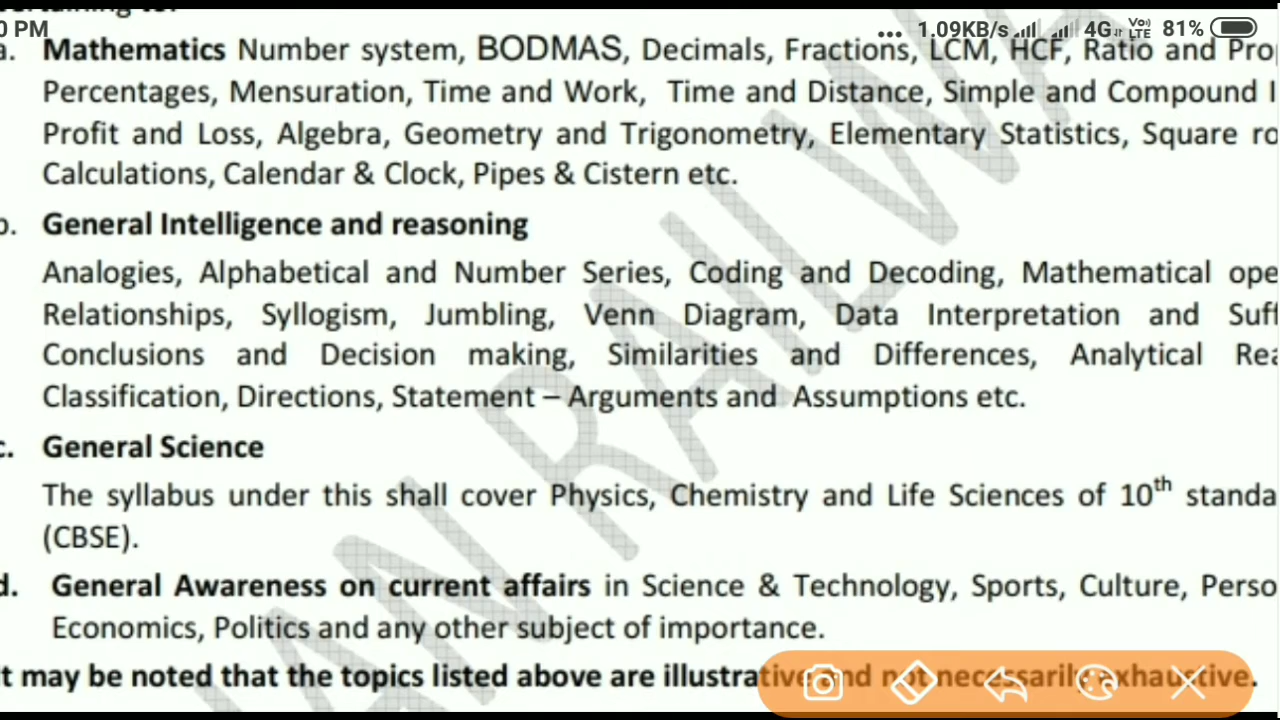 0 PM ... 1.09KB/s 4G VoLTE 81%
a. Mathematics Number system, BODMAS, Decimals, Fractions, LCM, HCF, Ratio and Pro
Percentages, Mensuration, Time and Work, Time and Distance, Simple and Compound I
Profit and Loss, Algebra, Geometry and Trigonometry, Elementary Statistics, Square ro
Calculations, Calendar & Clock, Pipes & Cistern etc.
b. General Intelligence and reasoning
Analogies, Alphabetical and Number Series, Coding and Decoding, Mathematical ope
Relationships, Syllogism, Jumbling, Venn Diagram, Data Interpretation and Suff
Conclusions and Decision making, Similarities and Differences, Analytical Rea
Classification, Directions, Statement – Arguments and Assumptions etc.
c. General Science
The syllabus under this shall cover Physics, Chemistry and Life Sciences of 10th standa
(CBSE).
d. General Awareness on current affairs in Science & Technology, Sports, Culture, Perso
Economics, Politics and any other subject of importance.
t may be noted that the topics listed above are illustrative and not necessarily exhaustive.